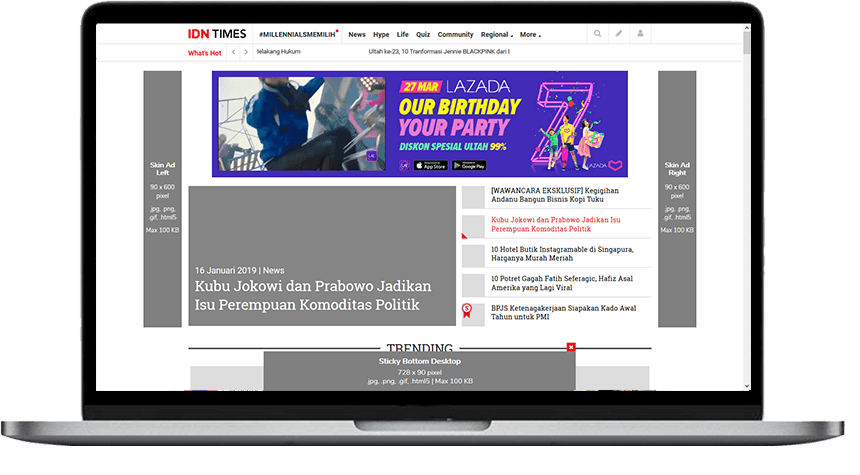 IDN TIMES
#MILLENNIALSMEMILIH
News Hype Life Quiz Community Regional More
What's Hot
lelakang Hukum
Ultah ke-23, 10 Tranformasi Jennie BLACKPINK dari I
27 MAR LAZADA
OUR BIRTHDAY
YOUR PARTY
DISKON SPESIAL ULTAH 99%
App Store
Google Play
7
LAZADA
Skin Ad
Left
90 x 600
pixel
.jpg, .png,
.gif, .html5
Max 100 KB
16 Januari 2019 | News
Kubu Jokowi dan Prabowo Jadikan
Isu Perempuan Komoditas Politik
[WAWANCARA EKSKLUSIF] Kegigihan
Andanu Bangun Bisnis Kopi Tuku
Kubu Jokowi dan Prabowo Jadikan Isu
Perempuan Komoditas Politik
10 Hotel Butik Instagramable di Singapura,
Harganya Murah Meriah
10 Potret Gagah Fatih Seferagic, Hafiz Asal
Amerika yang Lagi Viral
BPJS Ketenagakerjaan Siapakan Kado Awal
Tahun untuk PMI
Skin Ad
Right
90 x 600
pixel
.jpg, .png,
.gif, .html5
Max 100 KB
TRENDING
Sticky Bottom Desktop
728 x 90 pixel
.jpg, .png, .gif, .html5 | Max 100 KB